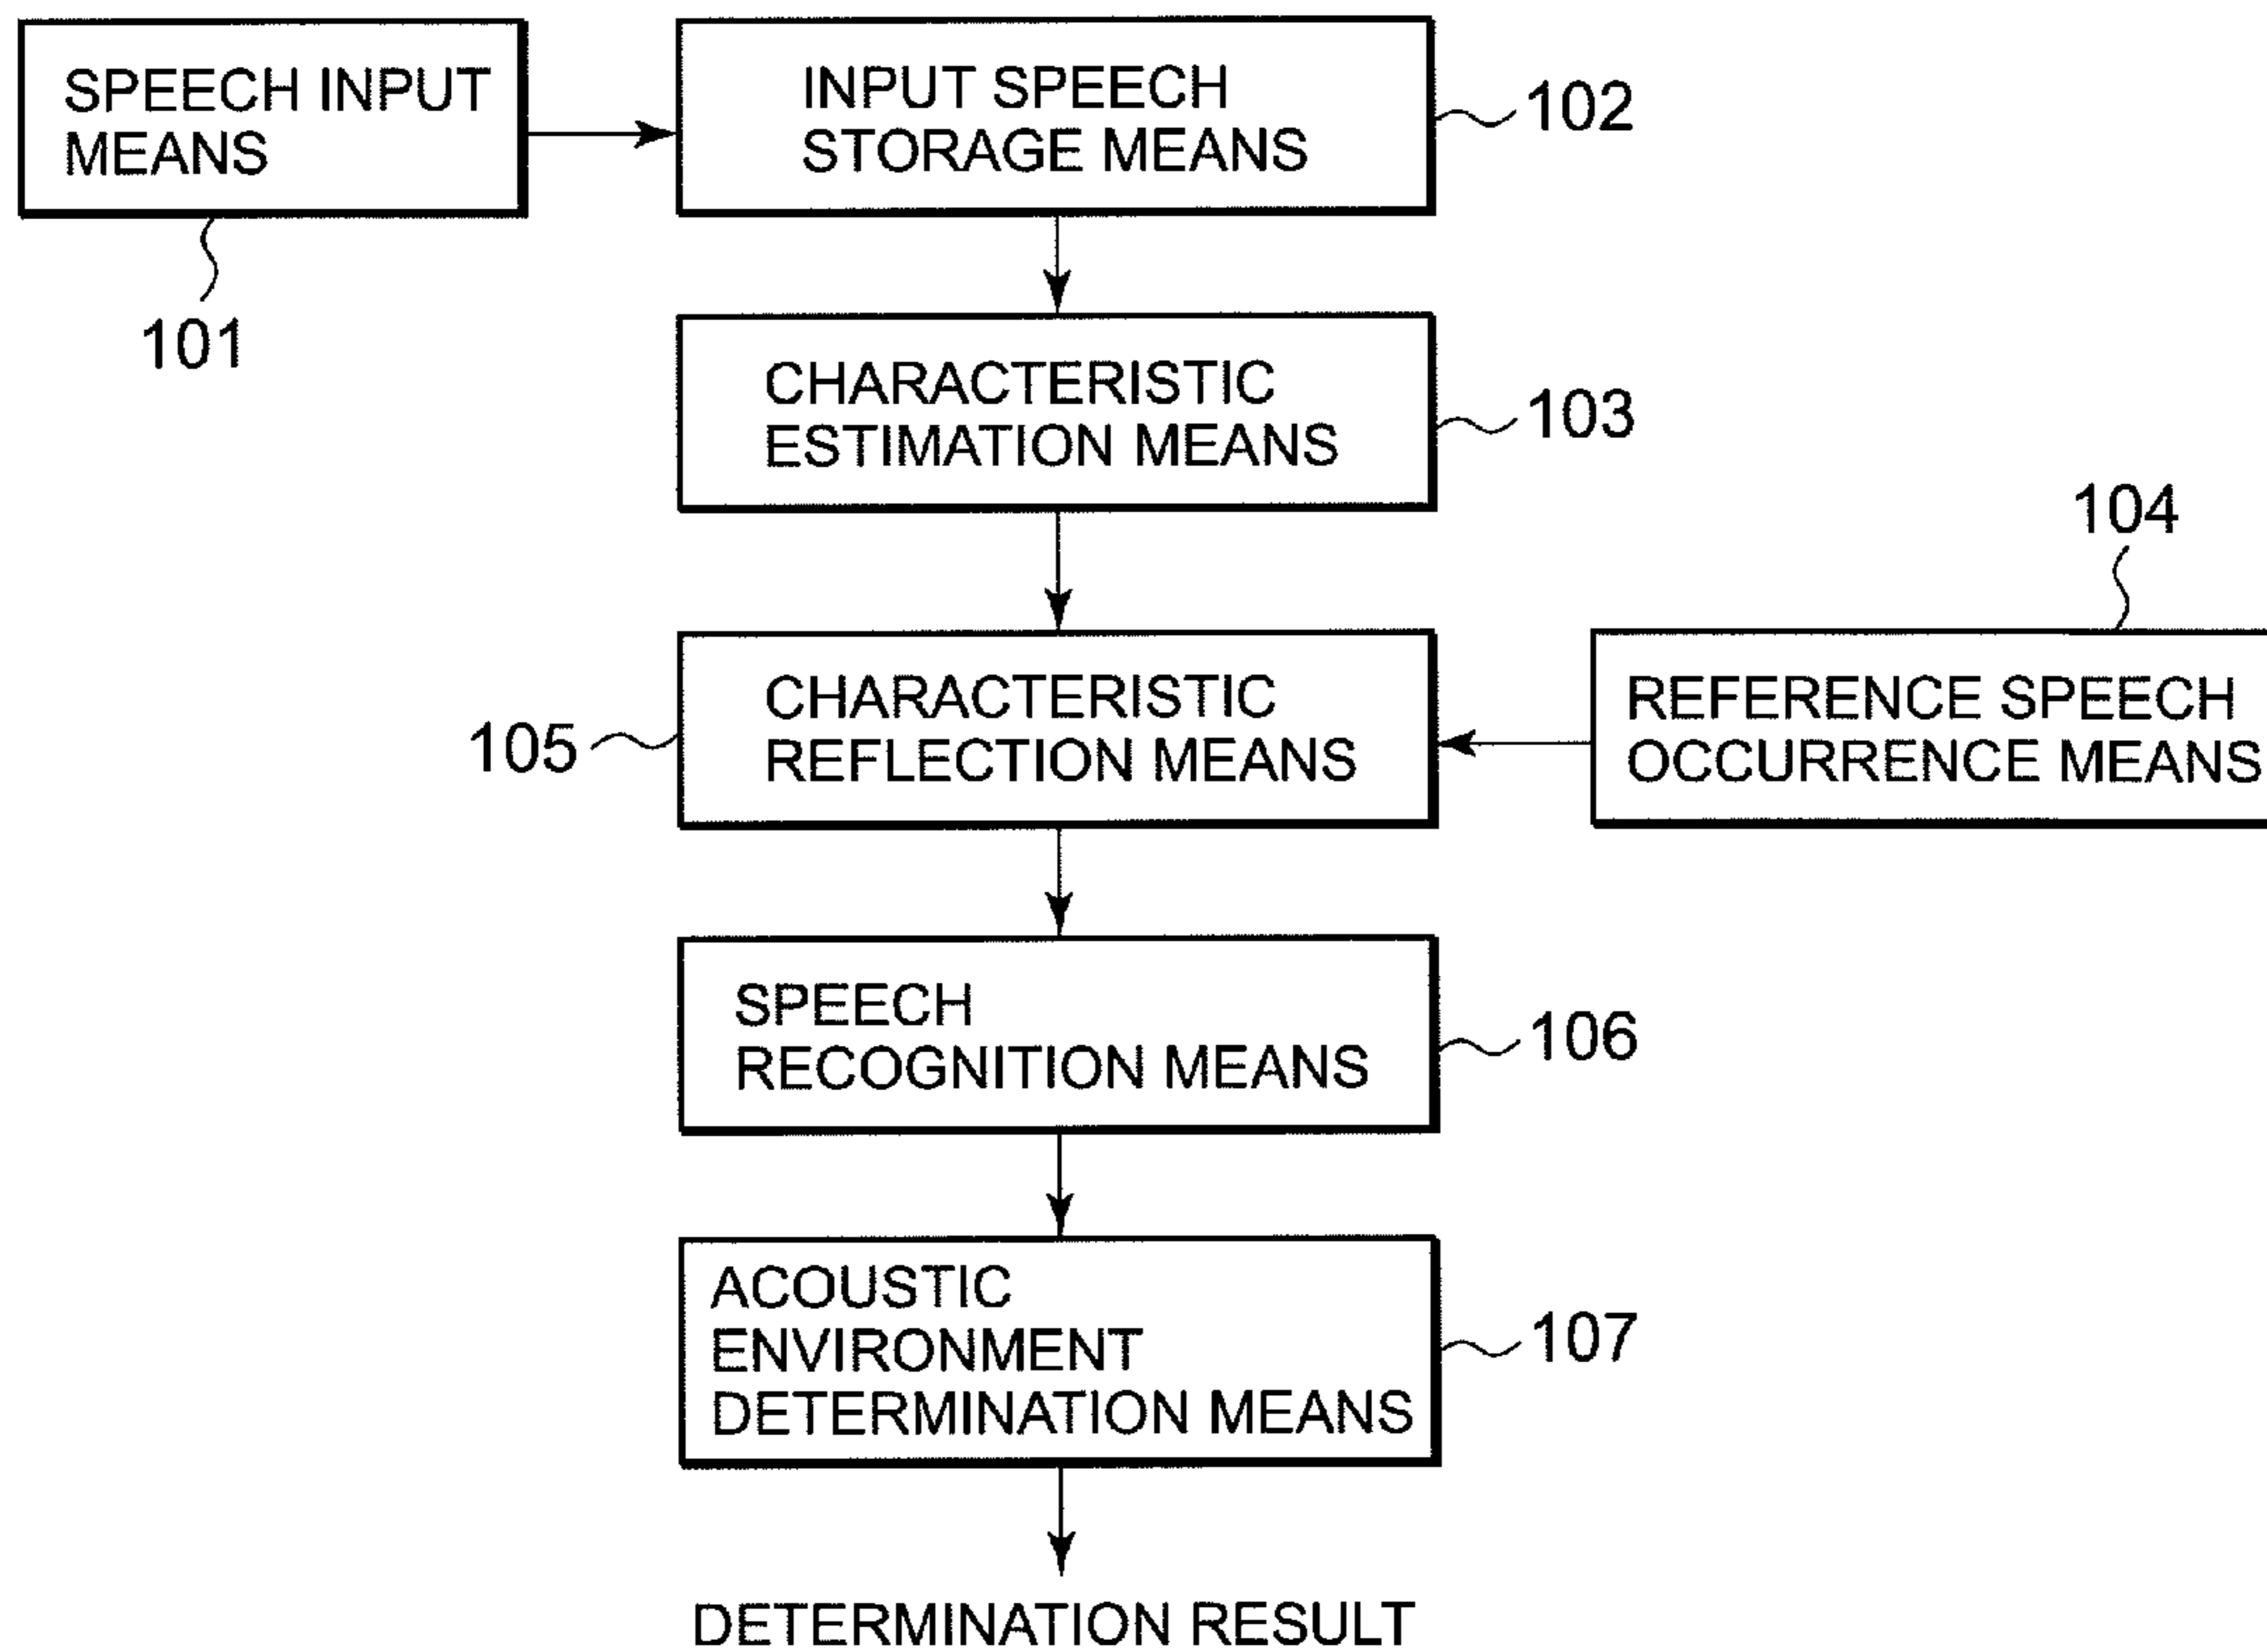 SPEECH INPUT
MEANS
101
INPUT SPEECH
STORAGE MEANS
102
CHARACTERISTIC
ESTIMATION MEANS
103
104
105
CHARACTERISTIC
REFLECTION MEANS
REFERENCE SPEECH
OCCURRENCE MEANS
SPEECH
RECOGNITION MEANS
106
ACOUSTIC
ENVIRONMENT
DETERMINATION MEANS
107
DETERMINATION RESULT